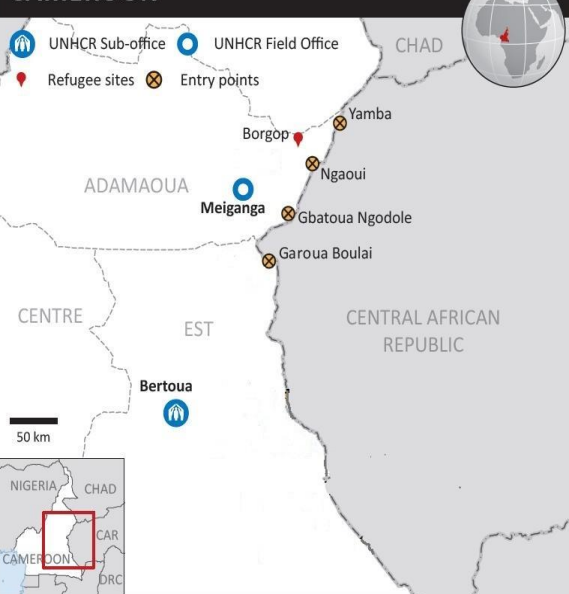 UNHCR Sub-office
UNHCR Field Office
CHAD
Refugee sites
Entry points
Yamba
Borgop
Ngaoui
ADAMAOUA
Meiganga
Gbatoua Ngodole
Garoua Boulai
CENTRE
EST
CENTRAL AFRICAN
REPUBLIC
Bertoua
50 km
NIGERIA
CHAD
CAR
CAMEROON
DRC